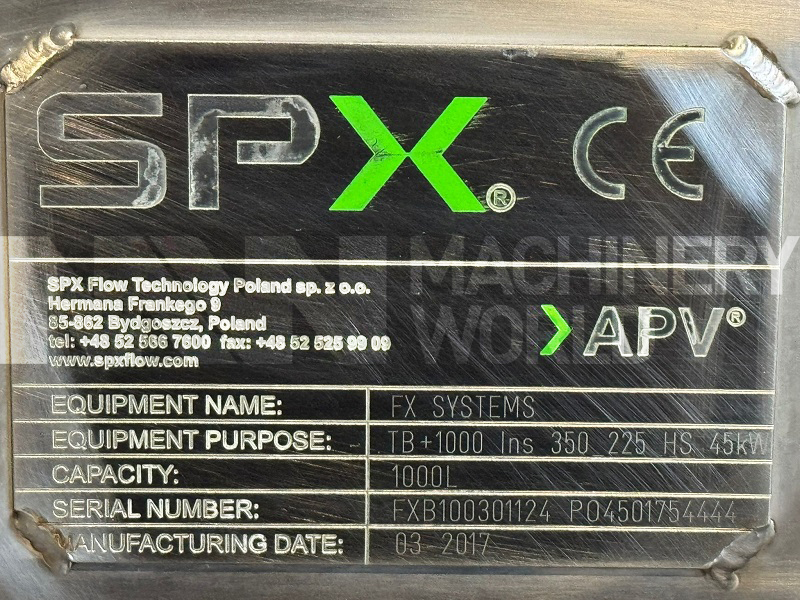 SPX® CE
SPX Flow Technology Poland sp. z o.o.
Hermana Frankego 9
85-862 Bydgoszcz, Poland
tel: +48 52 566 7600 fax: +48 52 525 99 09
www.spxflow.com
APV®
MACHINERY
WORLD
EQUIPMENT NAME: FX SYSTEMS
EQUIPMENT PURPOSE: TB+1000 Ins 350 225 HS 45kW
CAPACITY: 1000L
SERIAL NUMBER: FXB100301124 PO4501754444
MANUFACTURING DATE: 03 2017